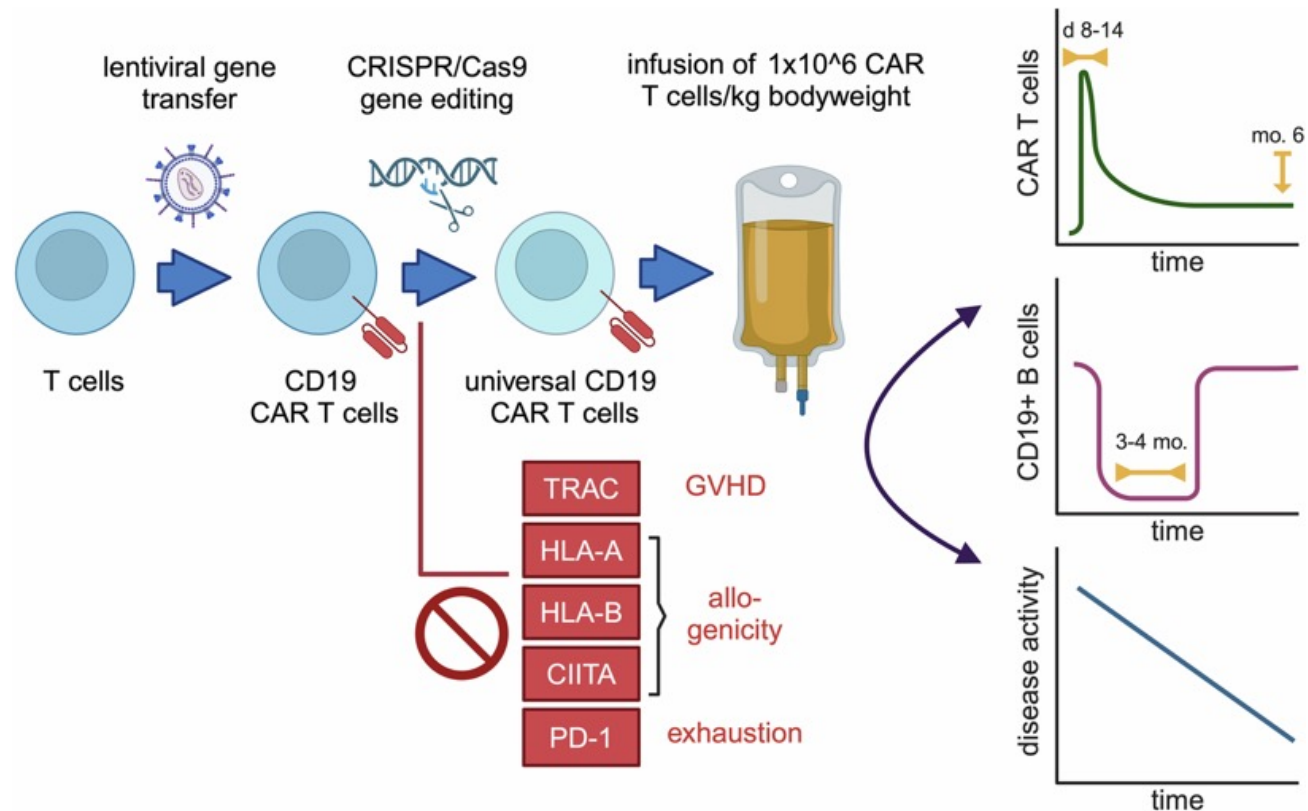 lentiviral gene
transfer
CRISPR/Cas9
gene editing
infusion of 1x10^6 CAR
T cells/kg bodyweight
T cells
CD19
CAR T cells
universal CD19
CAR T cells
TRAC
GVHD
HLA-A
HLA-B
CIITA
allo-
genicity
PD-1
exhaustion
CAR T cells
d 8-14
mo. 6
time
CD19+ B cells
3-4 mo.
time
disease activity
time